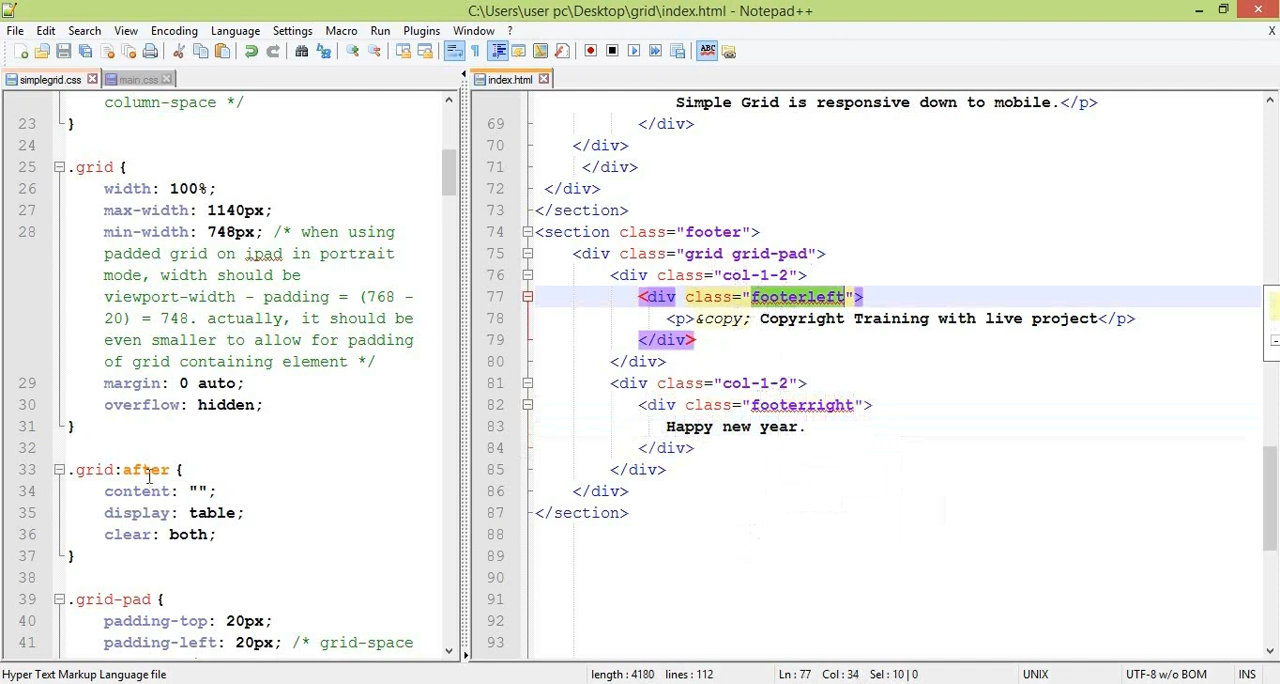 C:\Users\user pc\Desktop\grid\index.html - Notepad++
File Edit Search View Encoding Language Settings Macro Run Plugins Window ? X
simplegrid.css main.css
column-space */
23 }
24
25 .grid {
26 width: 100%;
27 max-width: 1140px;
28 min-width: 748px; /* when using
padded grid on ipad in portrait
mode, width should be
viewport-width - padding = (768 -
20) = 748. actually, it should be
even smaller to allow for padding
of grid containing element */
29 margin: 0 auto;
30 overflow: hidden;
31 }
32
33 .grid:after {
34 content: "";
35 display: table;
36 clear: both;
37 }
38
39 .grid-pad {
40 padding-top: 20px;
41 padding-left: 20px; /* grid-space
index.html
Simple Grid is responsive down to mobile.</p>
69 </div>
70 </div>
71 </div>
72 </div>
73 </section>
74 <section class="footer">
75 <div class="grid grid-pad">
76 <div class="col-1-2">
77 <div class="footerleft">
78 <p>&copy; Copyright Training with live project</p>
79 </div>
80 </div>
81 <div class="col-1-2">
82 <div class="footerright">
83 Happy new year.
84 </div>
85 </div>
86 </div>
87 </section>
88
89
90
91
92
93
Hyper Text Markup Language file length : 4180 lines : 112 Ln : 77 Col : 34 Sel : 10 | 0 UNIX UTF-8 w/o BOM INS